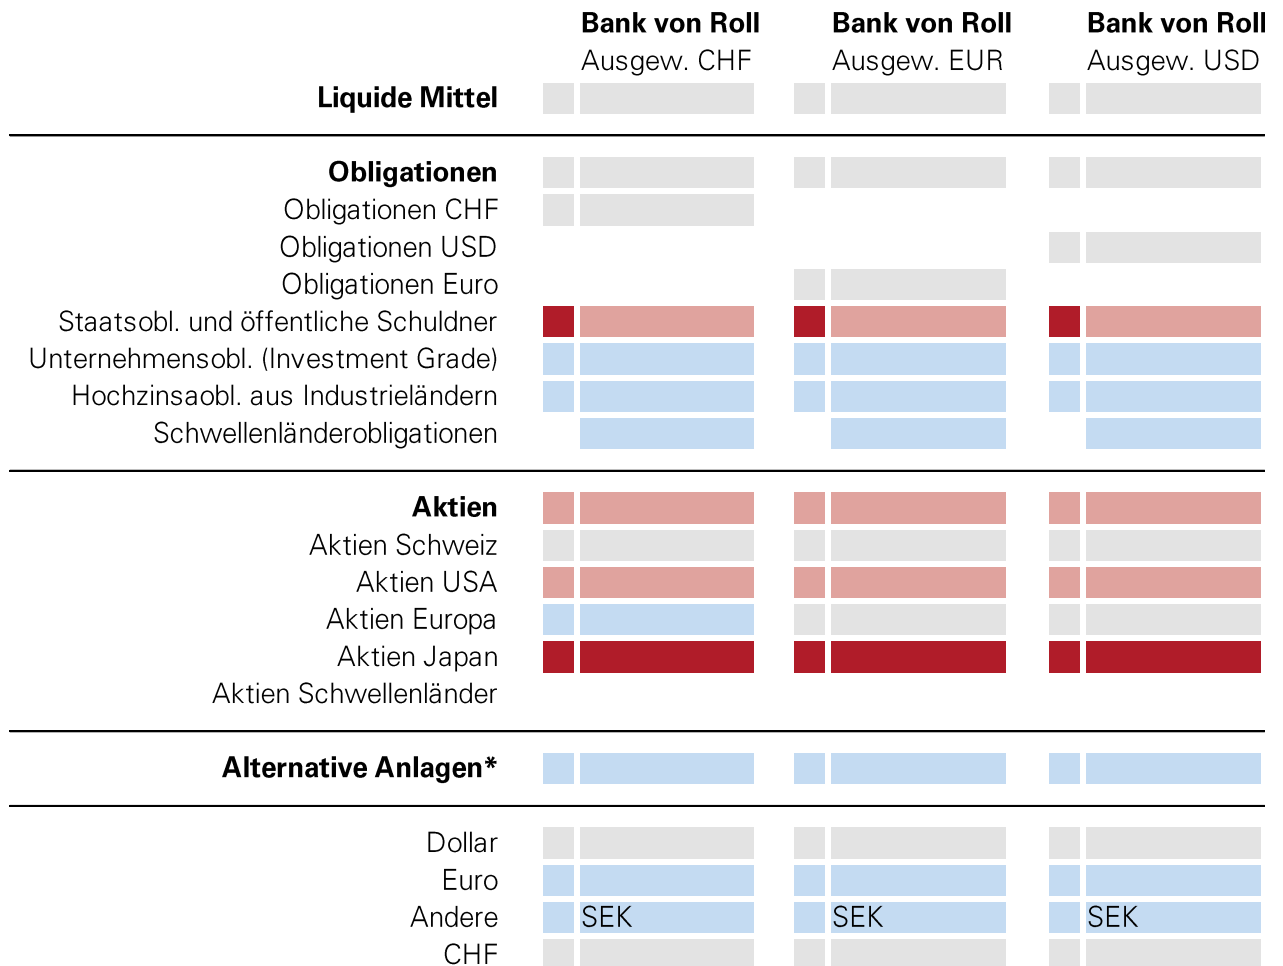 Bank von Roll Bank von Roll Bank von Roll
Ausgew. CHF Ausgew. EUR Ausgew. USD
Liquide Mittel
Obligationen
Obligationen CHF
Obligationen USD
Obligationen Euro
Staatsobl. und öffentliche Schuldner
Unternehmensobl. (Investment Grade)
Hochzinsaobl. aus Industrieländern
Schwellenländerobligationen
Aktien
Aktien Schweiz
Aktien USA
Aktien Europa
Aktien Japan
Aktien Schwellenländer
Alternative Anlagen*
Dollar
Euro
Andere SEK SEK SEK
CHF